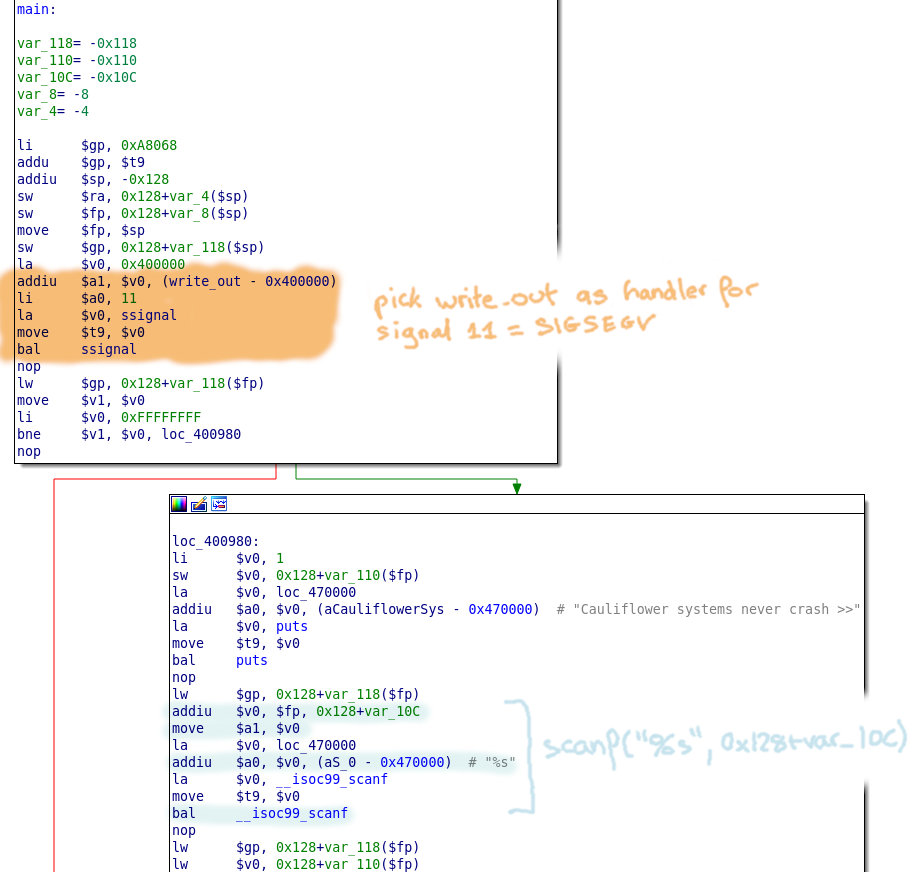 main:
var_118= -0x118
var_110= -0x110
var_10C= -0x10C
var_8= -8
var_4= -4
li $gp, 0xA8068
addu $gp, $t9
addiu $sp, -0x128
sw $ra, 0x128+var_4($sp)
sw $fp, 0x128+var_8($sp)
move $fp, $sp
sw $gp, 0x128+var_118($sp)
la $v0, 0x400000
addiu $a1, $v0, (write_out - 0x400000)
li $a0, 11
la $v0, ssignal
move $t9, $v0
bal ssignal
nop
lw $gp, 0x128+var_118($fp)
move $v1, $v0
li $v0, 0xFFFFFFFF
bne $v1, $v0, loc_400980
nop
pick write_out as handler for
signal 11 = SIGSEGV
loc_400980:
li $v0, 1
sw $v0, 0x128+var_110($fp)
la $v0, loc_470000
addiu $a0, $v0, (aCauliflowerSys - 0x470000) # "Cauliflower systems never crash >>"
la $v0, puts
move $t9, $v0
bal puts
nop
lw $gp, 0x128+var_118($fp)
addiu $v0, $fp, 0x128+var_10C
move $a1, $v0
la $v0, loc_470000
addiu $a0, $v0, (aS_0 - 0x470000) # "%s"
la $v0, __isoc99_scanf
move $t9, $v0
bal __isoc99_scanf
nop
lw $gp, 0x128+var_118($fp)
lw $v0, 0x128+var_110($fp)
scanf("%s", 0x128+var_10c)